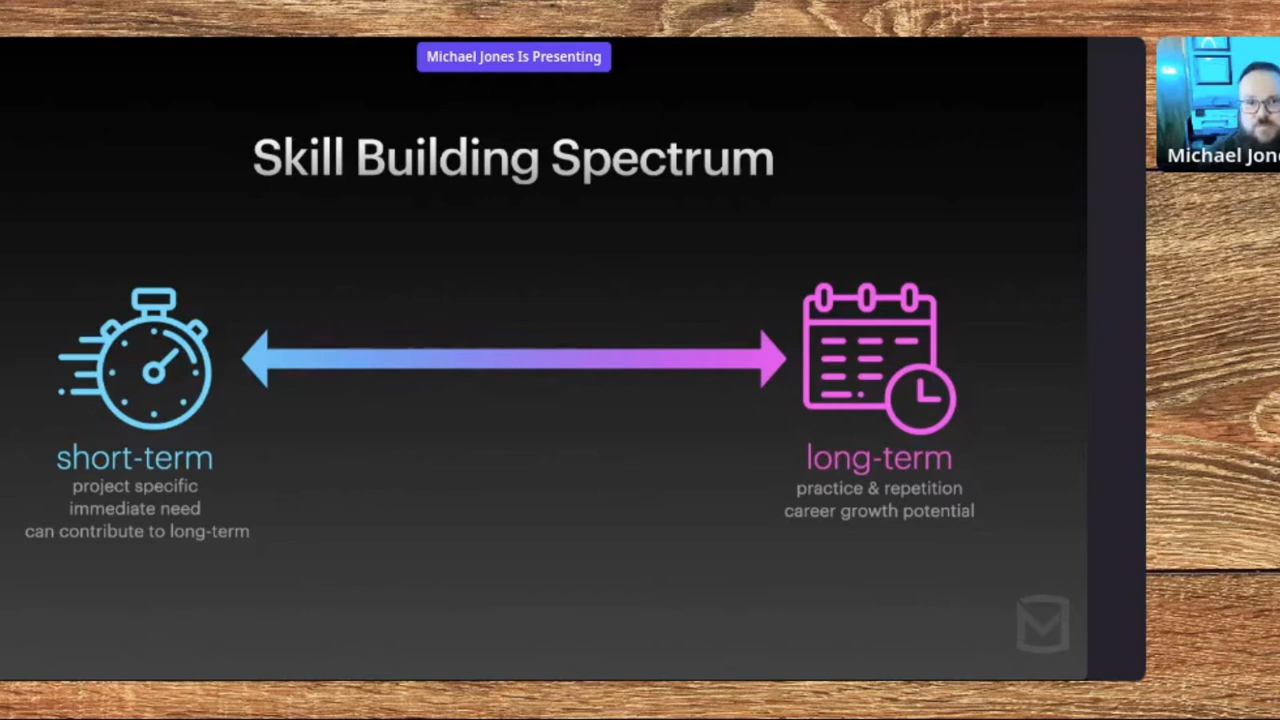 Michael Jones Is Presenting
Skill Building Spectrum
short-term
project specific
immediate need
can contribute to long-term
long-term
practice & repetition
career growth potential
Michael Jon